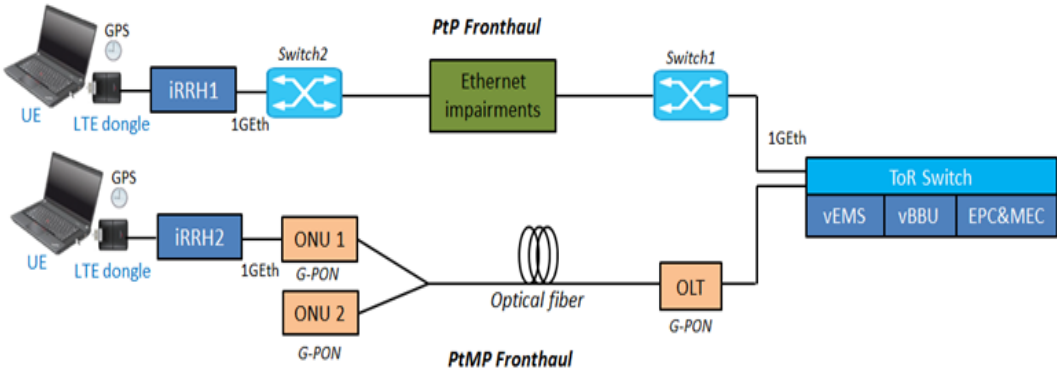 GPS
PtP Fronthaul
Switch2
Switch1
iRRH1
Ethernet
impairments
UE
LTE dongle
1GEth
1GEth
GPS
ToR Switch
vEMS
vBBU
EPC&MEC
iRRH2
ONU 1
UE
LTE dongle
1GEth
G-PON
Optical fiber
OLT
ONU 2
G-PON
G-PON
PtMP Fronthaul